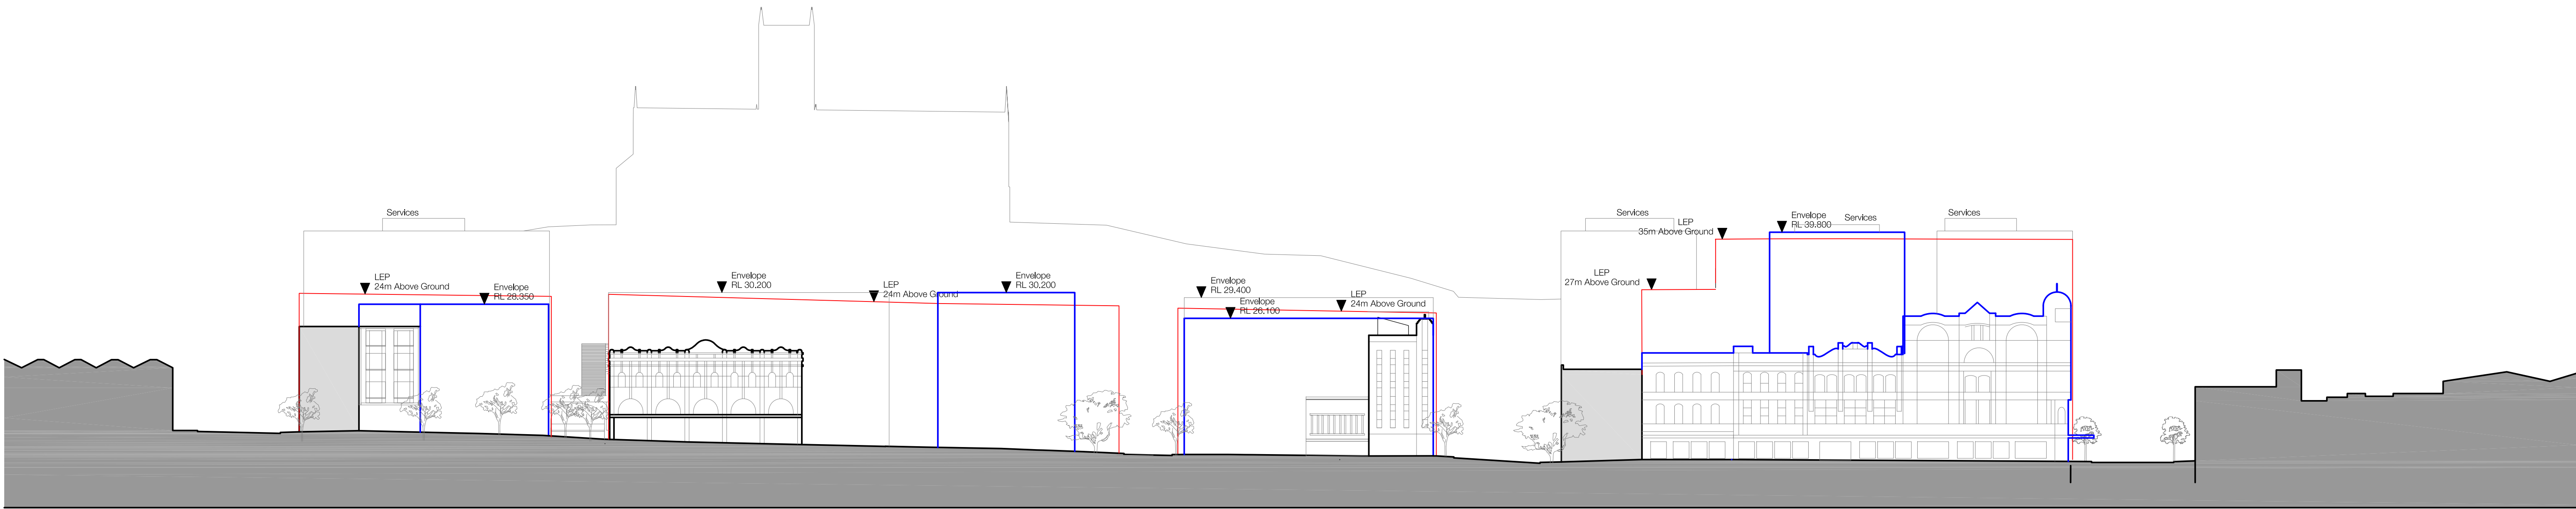 Services
LEP
24m Above Ground
Envelope
RL 28.350
Envelope
RL 30.200
LEP
24m Above Ground
Envelope
RL 30.200
Envelope
RL 29.400
Envelope
RL 26.100
LEP
24m Above Ground
Services
LEP
35m Above Ground
LEP
27m Above Ground
Envelope
RL 39.800
Services
Services